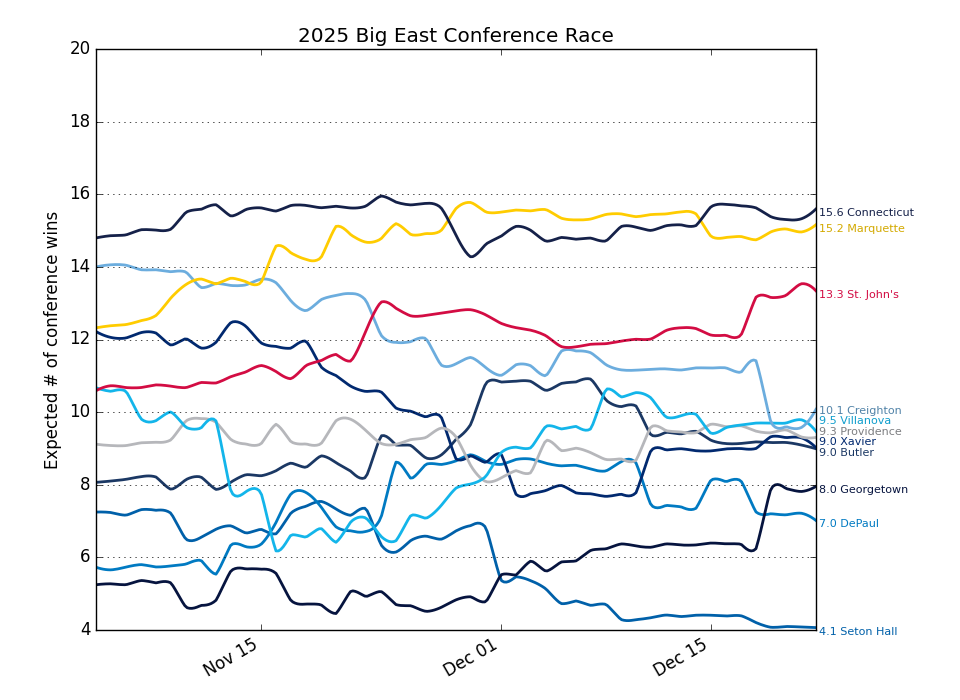 2025 Big East Conference Race
Expected # of conference wins
20
18
16
14
12
10
8
6
4
Nov 15
Dec 01
Dec 15
15.6 Connecticut
15.2 Marquette
13.3 St. John's
10.1 Creighton
9.5 Villanova
9.3 Providence
9.0 Xavier
9.0 Butler
8.0 Georgetown
7.0 DePaul
4.1 Seton Hall